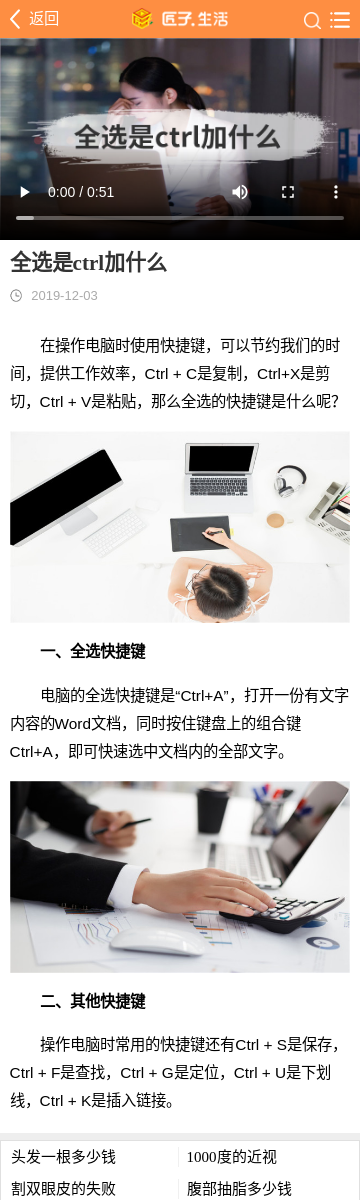 返回
匠子.生活
全选是ctrl加什么
0:00 / 0:51
全选是ctrl加什么
2019-12-03
在操作电脑时使用快捷键，可以节约我们的时
间，提供工作效率，Ctrl + C是复制，Ctrl+X是剪
切，Ctrl + V是粘贴，那么全选的快捷键是什么呢？
一、全选快捷键
电脑的全选快捷键是“Ctrl+A”，打开一份有文字
内容的Word文档，同时按住键盘上的组合键
Ctrl+A，即可快速选中文档内的全部文字。
二、其他快捷键
操作电脑时常用的快捷键还有Ctrl + S是保存，
Ctrl + F是查找，Ctrl + G是定位，Ctrl + U是下划
线，Ctrl + K是插入链接。
头发一根多少钱
1000度的近视
割双眼皮的失败
腹部抽脂多少钱